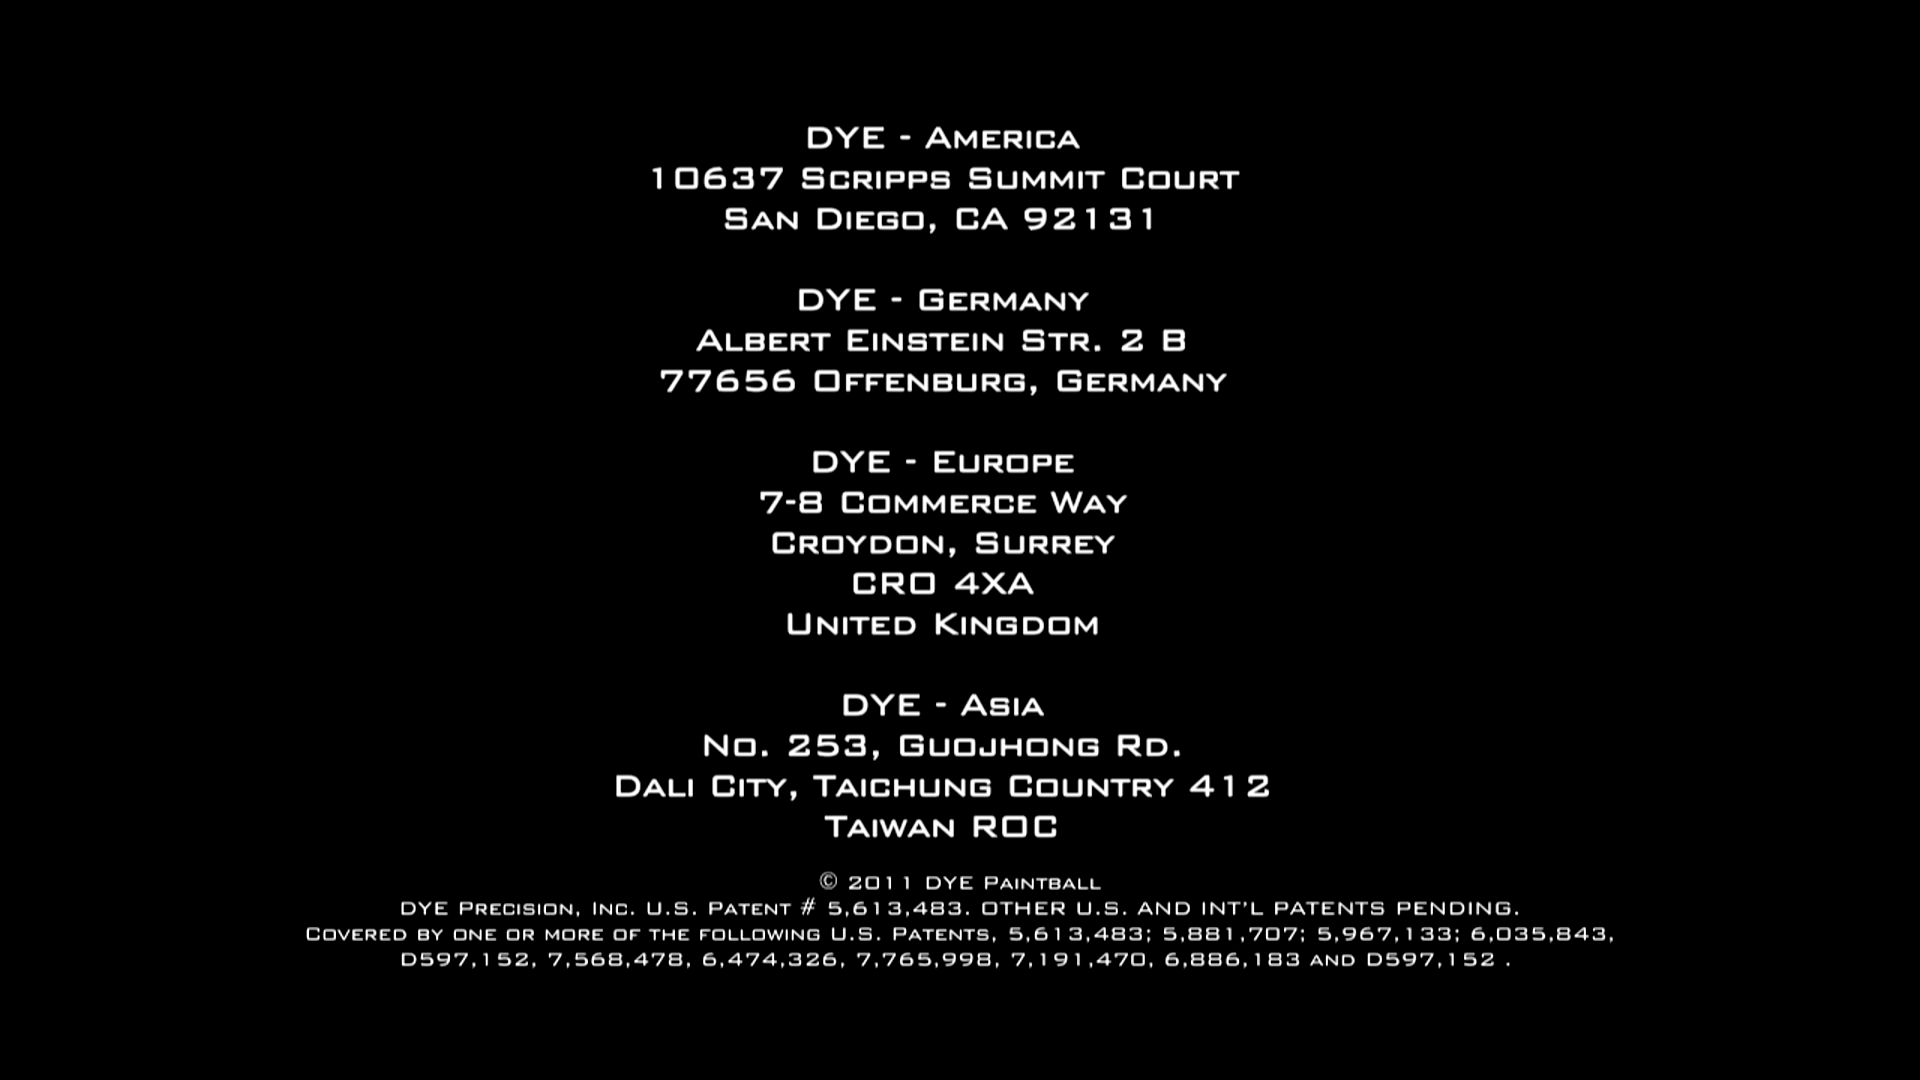 DYE - America
10637 Scripps Summit Court
San Diego, CA 92131
DYE - Germany
Albert Einstein Str. 2 B
77656 Offenburg, Germany
DYE - Europe
7-8 Commerce Way
Croydon, Surrey
CRO 4XA
United Kingdom
DYE - Asia
No. 253, Guojhong Rd.
Dali City, Taichung Country 412
Taiwan ROC
© 2011 DYE Paintball
DYE Precision, Inc. U.S. Patent # 5,613,483. OTHER U.S. AND INT'L PATENTS PENDING.
Covered by one or more of the following U.S. Patents, 5,613,483; 5,881,707; 5,967,133; 6,035,843,
D597,152, 7,568,478, 6,474,326, 7,765,998, 7,191,470, 6,886,183 and D597,152 .